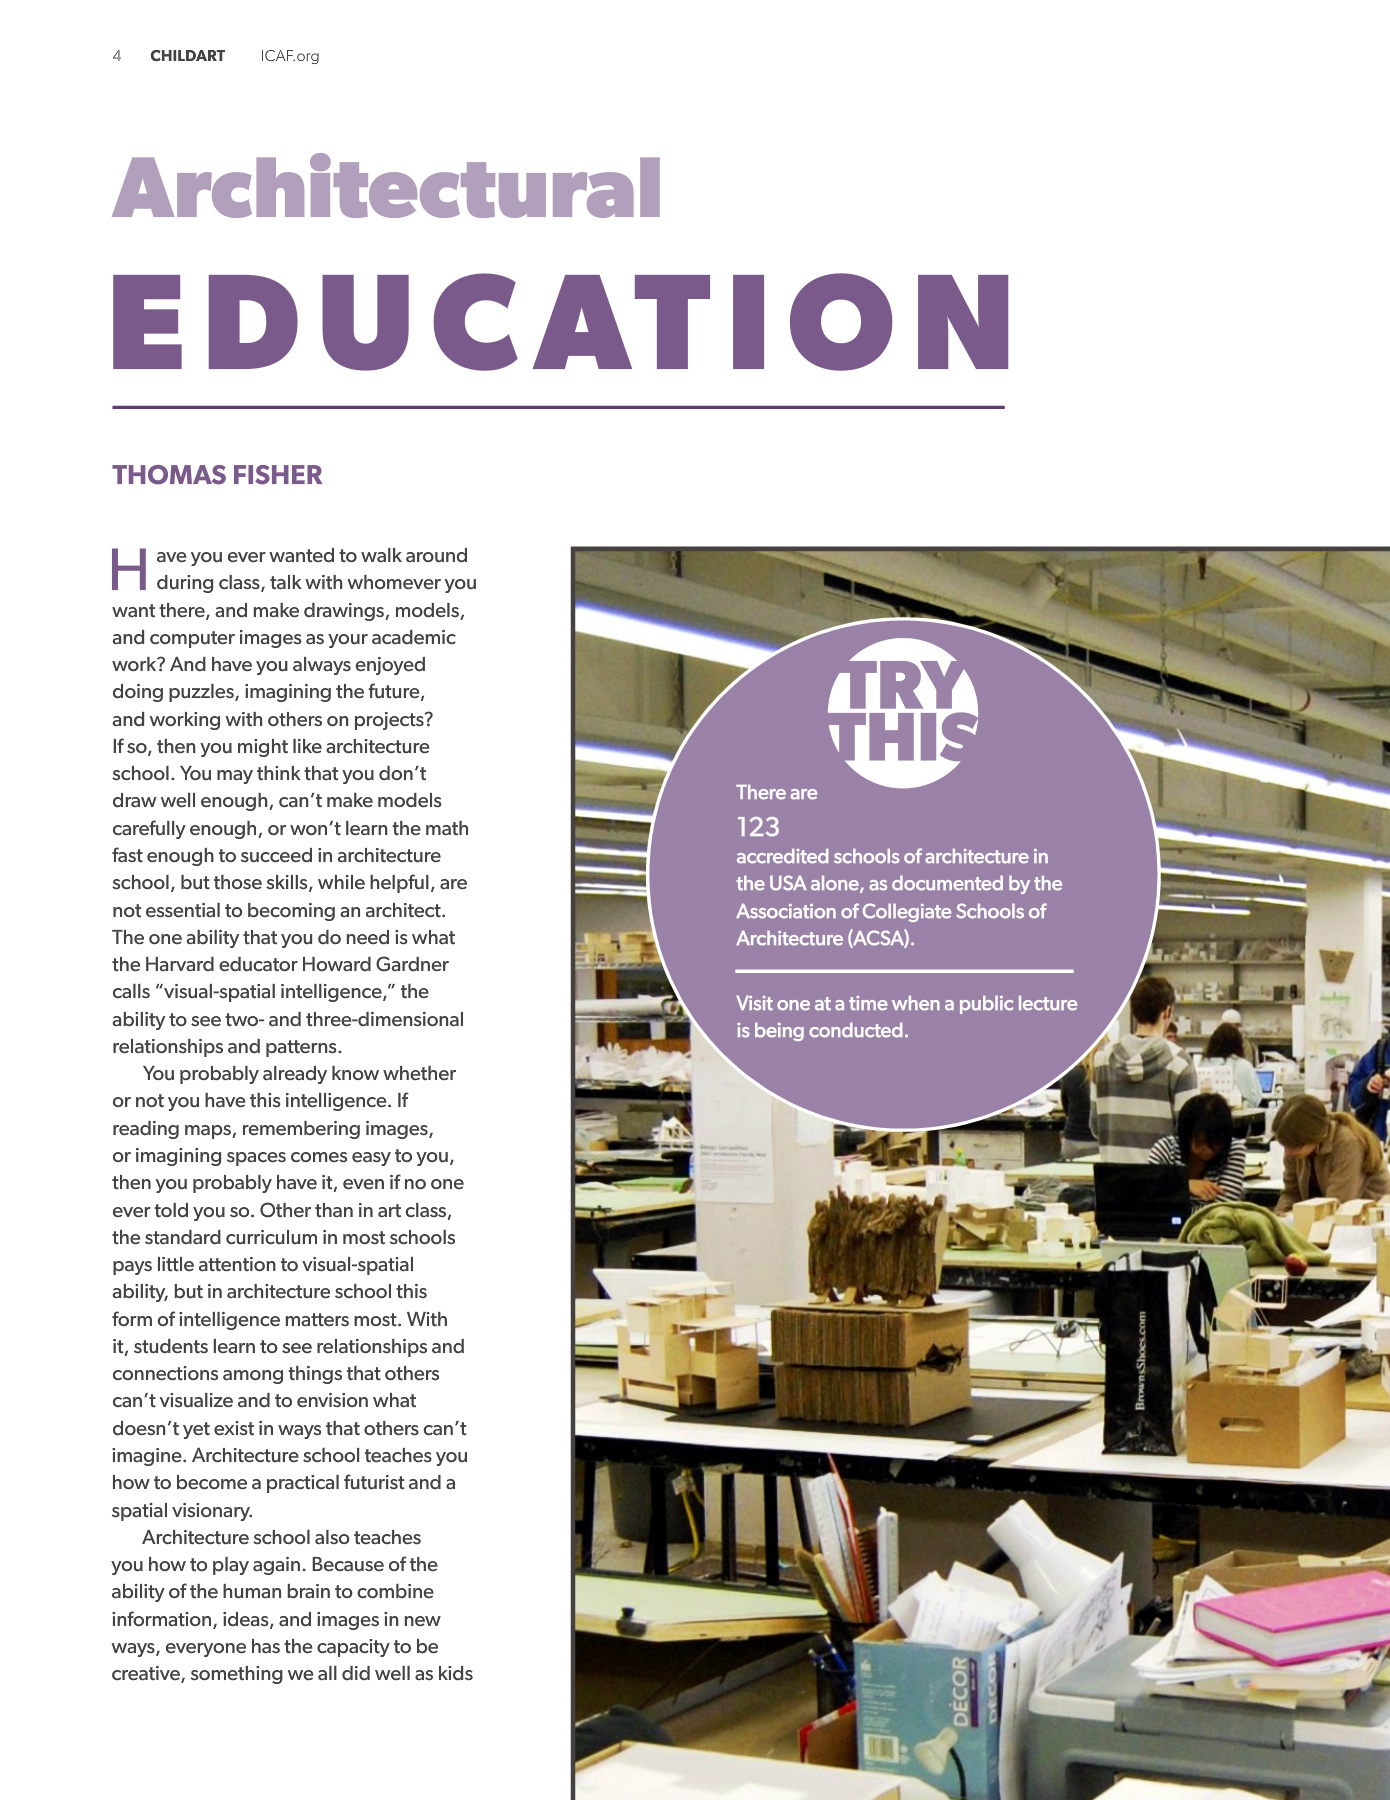 4 CHILDART ICAF.org
Architectural
EDUCATION
THOMAS FISHER
Have you ever wanted to walk around
during class, talk with whomever you
want there, and make drawings, models,
and computer images as your academic
work? And have you always enjoyed
doing puzzles, imagining the future,
and working with others on projects?
If so, then you might like architecture
school. You may think that you don't
draw well enough, can't make models
carefully enough, or won't learn the math
fast enough to succeed in architecture
school, but those skills, while helpful, are
not essential to becoming an architect.
The one ability that you do need is what
the Harvard educator Howard Gardner
calls “visual-spatial intelligence,” the
ability to see two- and three-dimensional
relationships and patterns.
You probably already know whether
or not you have this intelligence. If
reading maps, remembering images,
or imagining spaces comes easy to you,
then you probably have it, even if no one
ever told you so. Other than in art class,
the standard curriculum in most schools
pays little attention to visual-spatial
ability, but in architecture school this
form of intelligence matters most. With
it, students learn to see relationships and
connections among things that others
can't visualize and to envision what
doesn't yet exist in ways that others can't
imagine. Architecture school teaches you
how to become a practical futurist and a
spatial visionary.
Architecture school also teaches
you how to play again. Because of the
ability of the human brain to combine
information, ideas, and images in new
ways, everyone has the capacity to be
creative, something we all did well as kids
TRY
THIS
There are
123
accredited schools of architecture in
the USA alone, as documented by the
Association of Collegiate Schools of
Architecture (ACSA).
Visit one at a time when a public lecture
is being conducted.
Design Competition
BrownsShoes.com
DÉCOR
DÉCOR